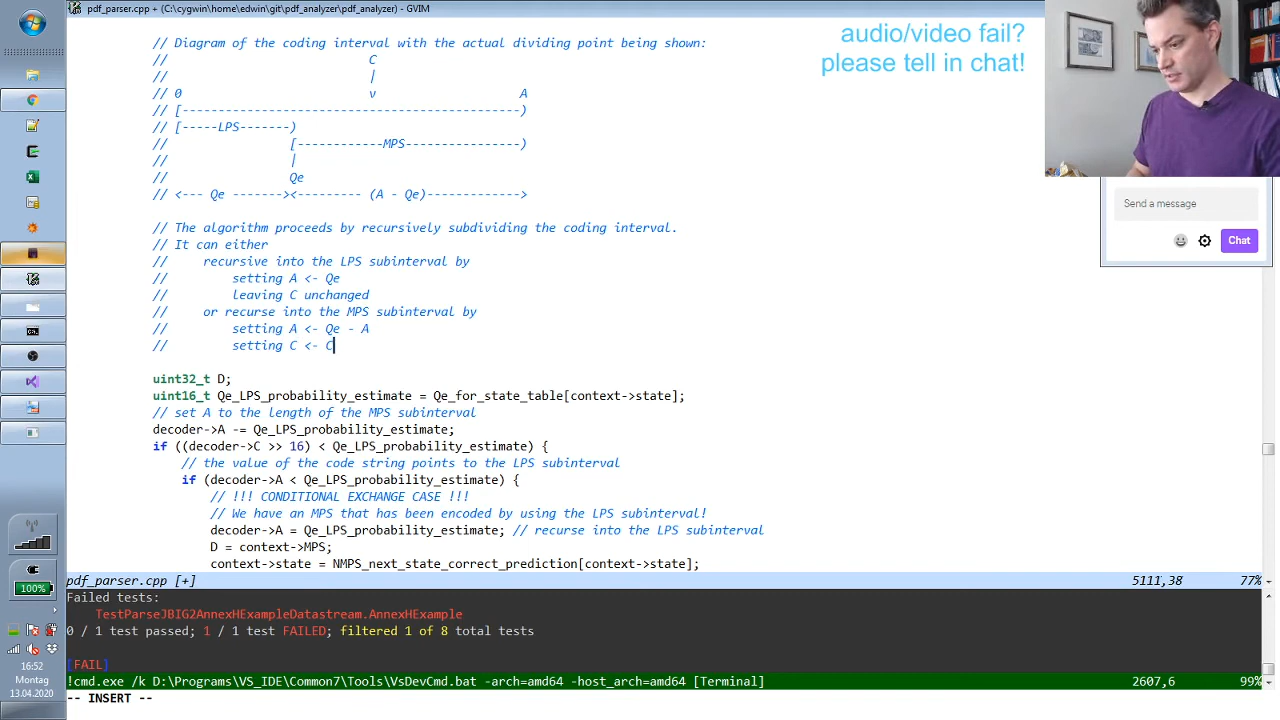 pdf_parser.cpp + (C:\cygwin\home\edwin\git\pdf_analyzer\pdf_analyzer) - GVIM
audio/video fail?
please tell in chat!
// Diagram of the coding interval with the actual dividing point being shown:
// C
// |
// 0 v A
// [-----------------------------------------------)
// [-----LPS-------)
// [------------MPS----------------)
// |
// Qe
// <--- Qe -------><--------- (A - Qe)------------->
// The algorithm proceeds by recursively subdividing the coding interval.
// It can either
// recursive into the LPS subinterval by
// setting A <- Qe
// leaving C unchanged
// or recurse into the MPS subinterval by
// setting A <- Qe - A
// setting C <- C
uint32_t D;
uint16_t Qe_LPS_probability_estimate = Qe_for_state_table[context->state];
// set A to the length of the MPS subinterval
decoder->A -= Qe_LPS_probability_estimate;
if ((decoder->C >> 16) < Qe_LPS_probability_estimate) {
// the value of the code string points to the LPS subinterval
if (decoder->A < Qe_LPS_probability_estimate) {
// !!! CONDITIONAL EXCHANGE CASE !!!
// We have an MPS that has been encoded by using the LPS subinterval!
decoder->A = Qe_LPS_probability_estimate; // recurse into the LPS subinterval
D = context->MPS;
context->state = NMPS_next_state_correct_prediction[context->state];
pdf_parser.cpp [+] 5111,38 77%
Failed tests:
TestParseJBIG2AnnexHExampleDatastream.AnnexHExample
0 / 1 test passed; 1 / 1 test FAILED; filtered 1 of 8 total tests
[FAIL]
!cmd.exe /k D:\Programs\VS_IDE\Common7\Tools\VsDevCmd.bat -arch=amd64 -host_arch=amd64 [Terminal] 2607,6 99%
-- INSERT --
Send a message
Chat
100%
16:52
Montag
13.04.2020